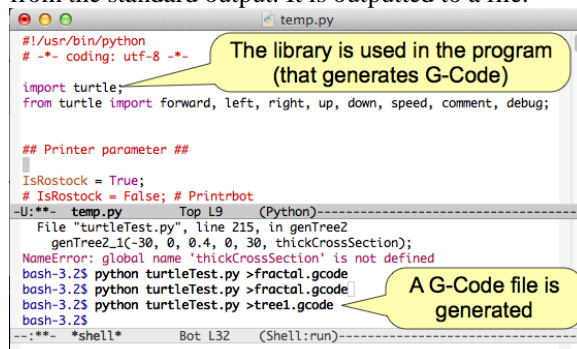 from the standard output. It is outputted to a file.
temp.py
#!/usr/bin/python
# -*- coding: utf-8 -*-
The library is used in the program
(that generates G-Code)
import turtle;
from turtle import forward, left, right, up, down, speed, comment, debug;
## Printer parameter ##
IsRostock = True;
# IsRostock = False; # Printrbot
-U:**- temp.py Top L9 (Python)
File "turtleTest.py", line 215, in genTree2
genTree2_1(-30, 0, 0.4, 0, 30, thickCrossSection);
NameError: global name 'thickCrossSection' is not defined
bash-3.2$ python turtleTest.py >fractal.gcode
bash-3.2$ python turtleTest.py >fractal.gcode
bash-3.2$ python turtleTest.py >tree1.gcode
bash-3.2$
A G-Code file is
generated
--:**- *shell* Bot L32 (Shell:run)